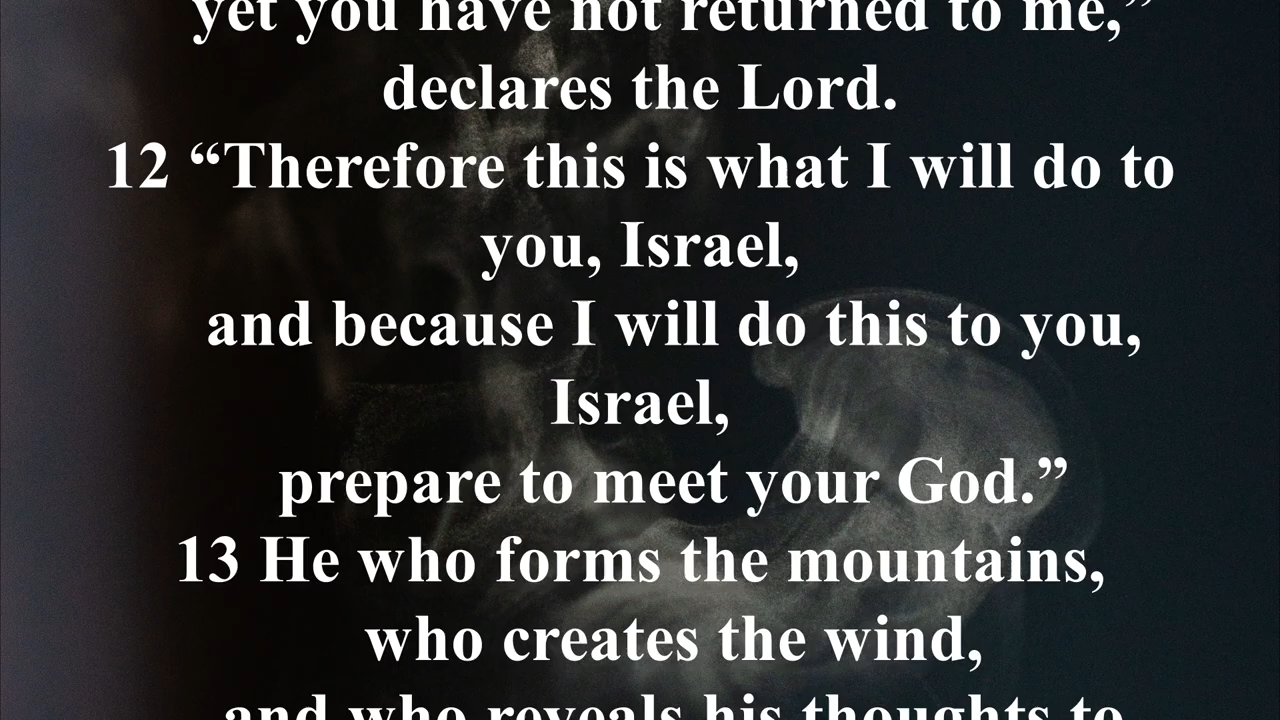 yet you have not returned to me,”
declares the Lord.
12 “Therefore this is what I will do to
you, Israel,
and because I will do this to you,
Israel,
prepare to meet your God.”
13 He who forms the mountains,
who creates the wind,
and who reveals his thoughts to